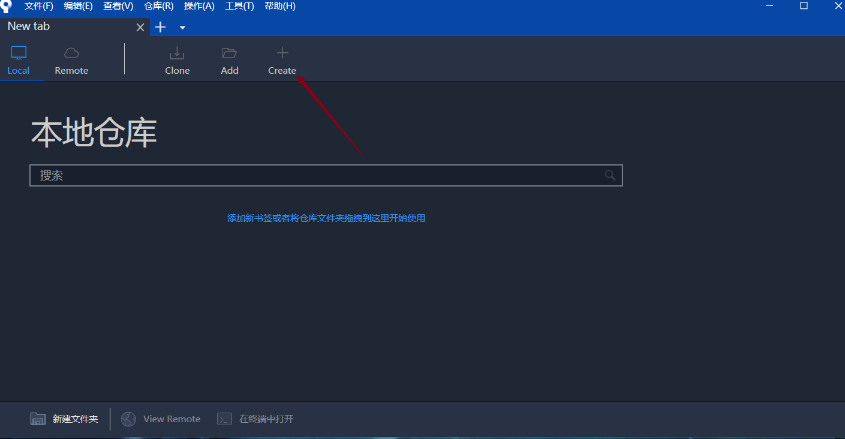 文件(F) 编辑(E) 查看(V) 仓库(R) 操作(A) 工具(T) 帮助(H)
New tab
Local Remote Clone Add Create
本地仓库
搜索
添加新书签或者将仓库文件夹拖拽到这里开始使用
新建文件夹 View Remote 在终端中打开